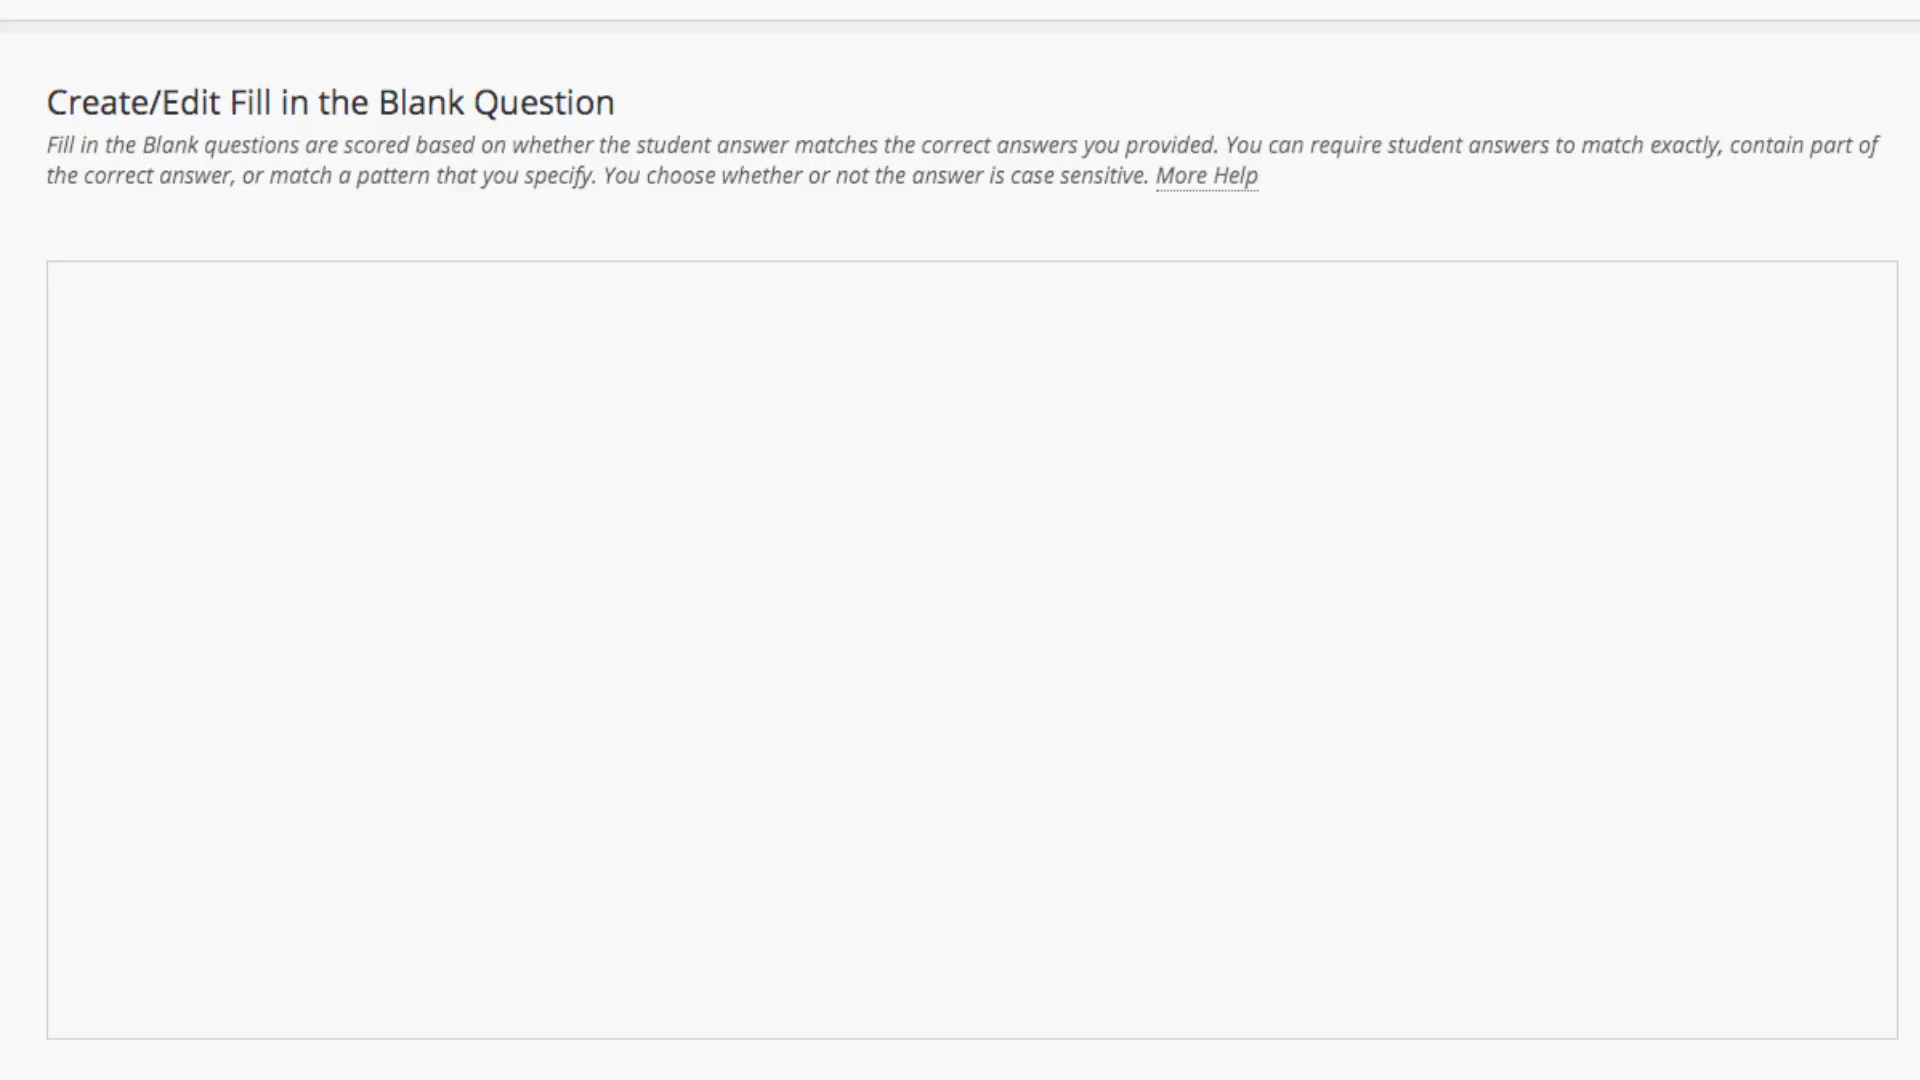 Create/Edit Fill in the Blank Question
Fill in the Blank questions are scored based on whether the student answer matches the correct answers you provided. You can require student answers to match exactly, contain part of
the correct answer, or match a pattern that you specify. You choose whether or not the answer is case sensitive. More Help